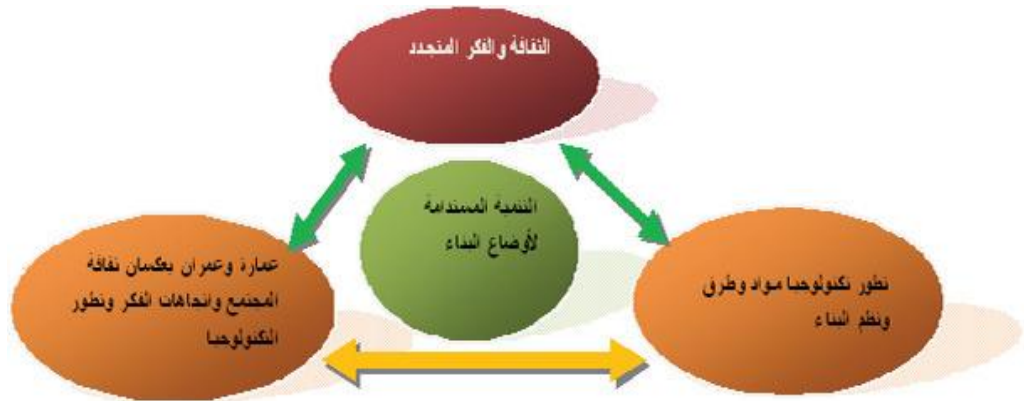 الثقافة والفكر المتجدد
التنمية المستدامة
لأوضاع البناء
عمارة وعمران يعكسان ثقافة
المجتمع واتجاهات الفكر وتطور
التكنولوجيا
تطور تكنولوجيا مواد وطرق
ونظم البناء